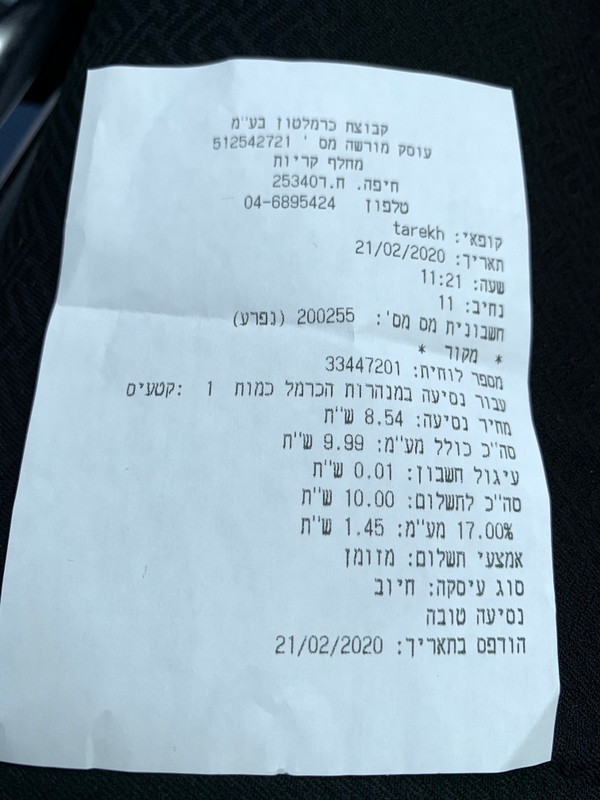 קבוצת כרמלטון בע"מ
עוסק מורשה מס ' 512542721
מחלף קריות
חיפה. ת.ד 25340
טלפון 04-6895424
קופאי: tarekh
תאריך: 21/02/2020
שעה: 11:21
נתיב: 11
חשבונית מס מס': 200255 (נפרע)
* מקור *
מספר לוחית: 33447201
עבור נסיעה במנהרות הכרמל כמות 1 :קטעים
מחיר נסיעה: 8.54 ש"ח
סה"כ כולל מע"מ: 9.99 ש"ח
עיגול חשבון: 0.01 ש"ח
סה"כ לתשלום: 10.00 ש"ח
17.00% מע"מ: 1.45 ש"ח
אמצעי תשלום: מזומן
סוג עיסקה: חיוב
נסיעה טובה
הודפס בתאריך: 21/02/2020